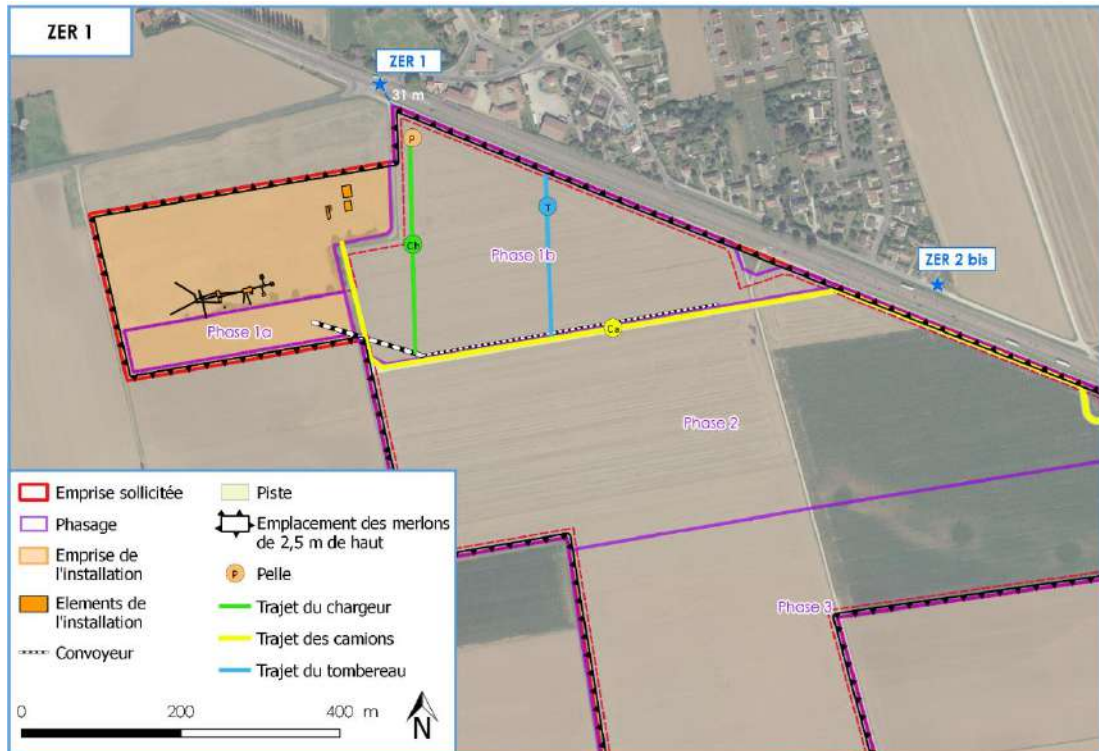 ZER 1
ZER 1
31 m
P
Ch
T
Phase 1b
ZER 2 bis
Phase 1a
Ca
Phase 2
Phase 3
Emprise sollicitée
Phasage
Emprise de
l'installation
Elements de
l'installation
Convoyeur
Piste
Emplacement des merlons
de 2,5 m de haut
P
Pelle
Trajet du chargeur
Trajet des camions
Trajet du tombereau
0 200 400 m
N